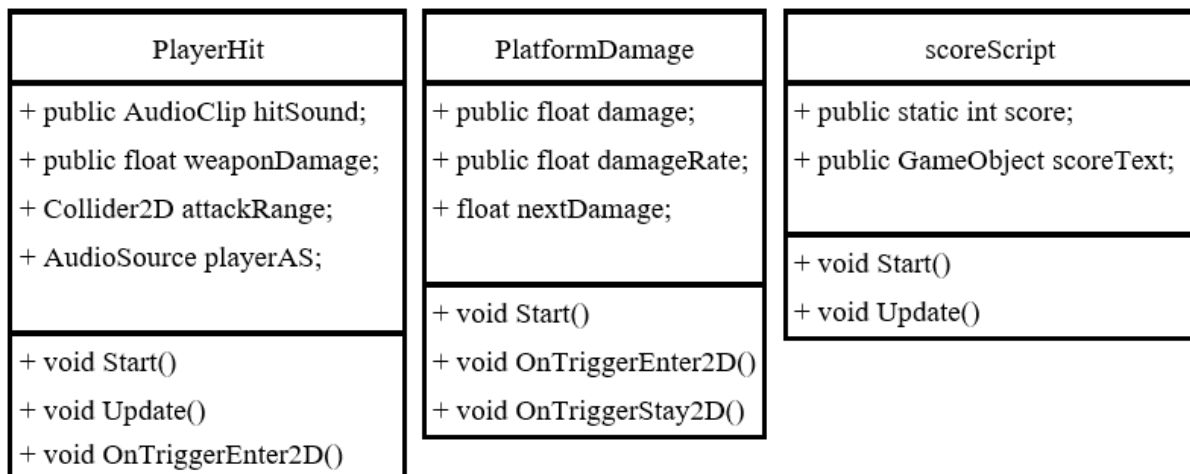 PlayerHit
+ public AudioClip hitSound;
+ public float weaponDamage;
+ Collider2D attackRange;
+ AudioSource playerAS;
+ void Start()
+ void Update()
+ void OnTriggerEnter2D()
PlatformDamage
+ public float damage;
+ public float damageRate;
+ float nextDamage;
+ void Start()
+ void OnTriggerEnter2D()
+ void OnTriggerStay2D()
scoreScript
+ public static int score;
+ public GameObject scoreText;
+ void Start()
+ void Update()